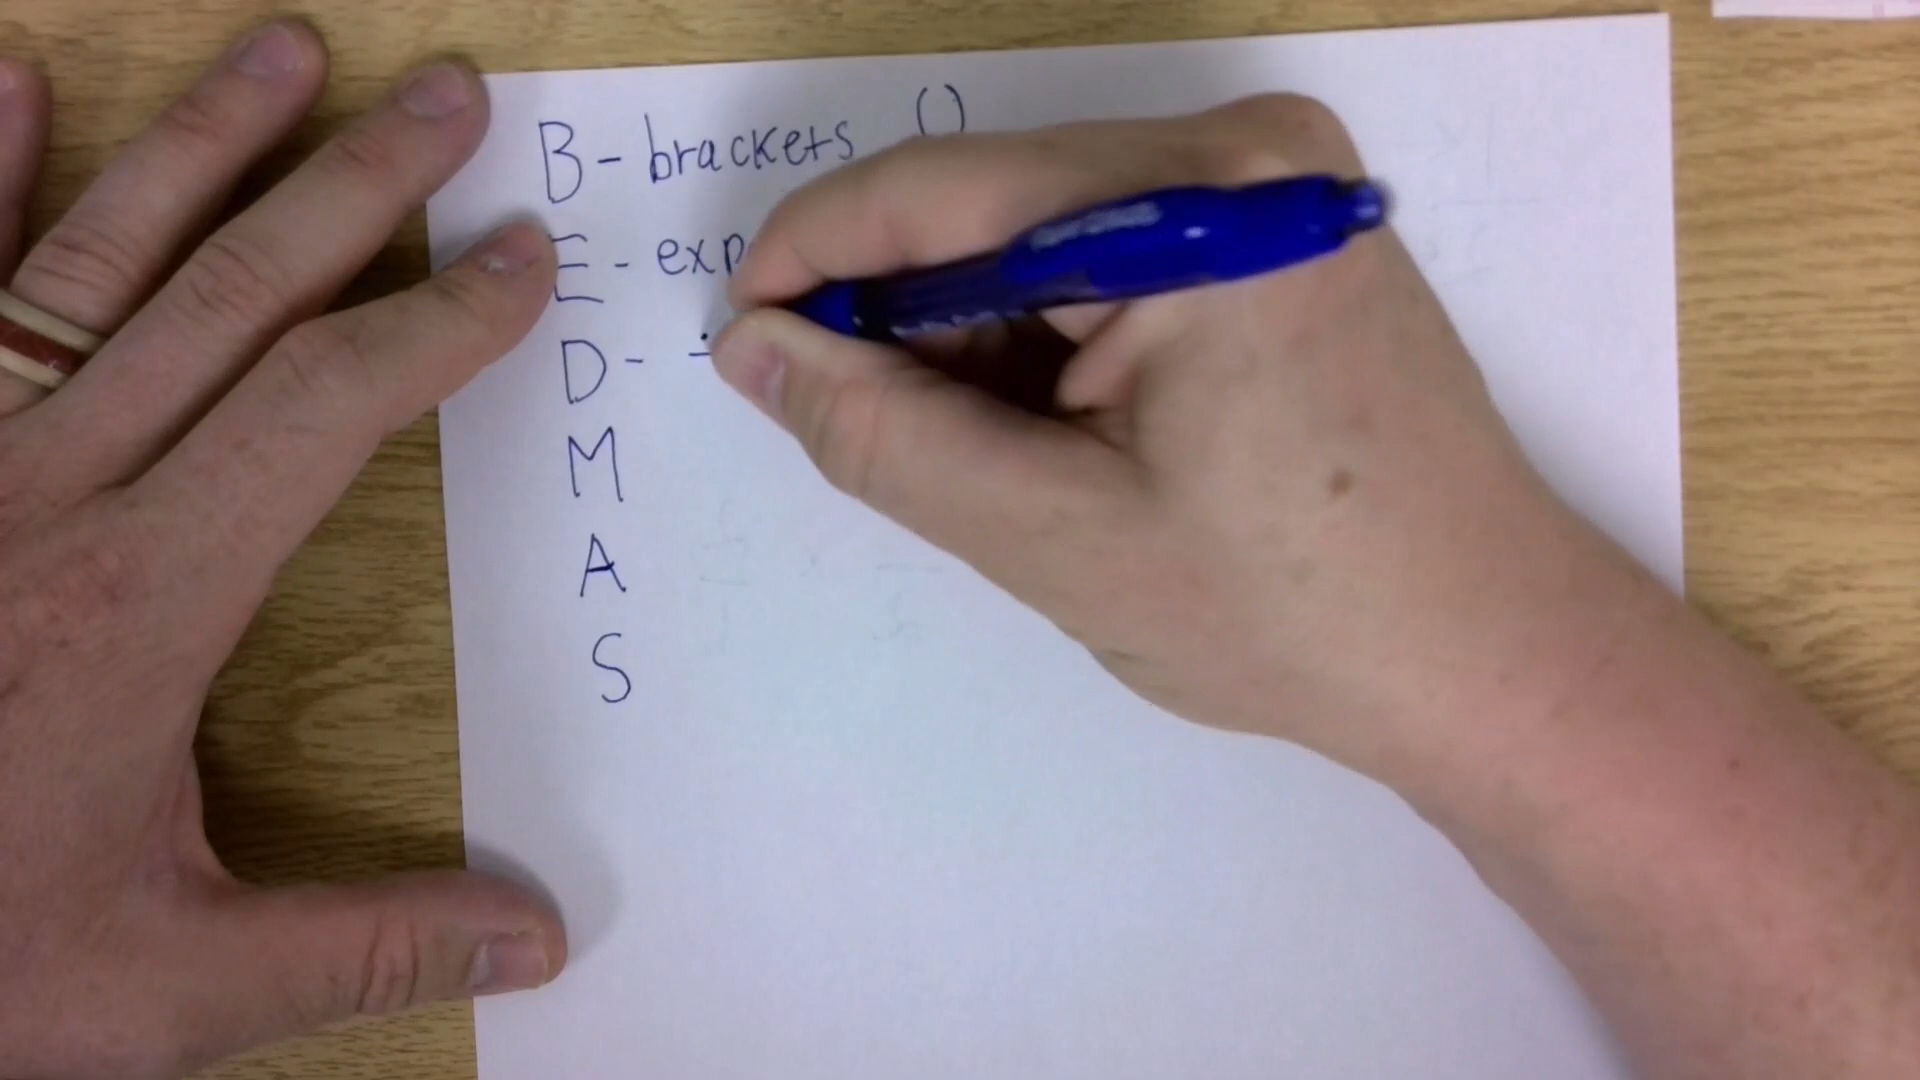 B - brackets ()
E - exp
D - ÷
M
A
S